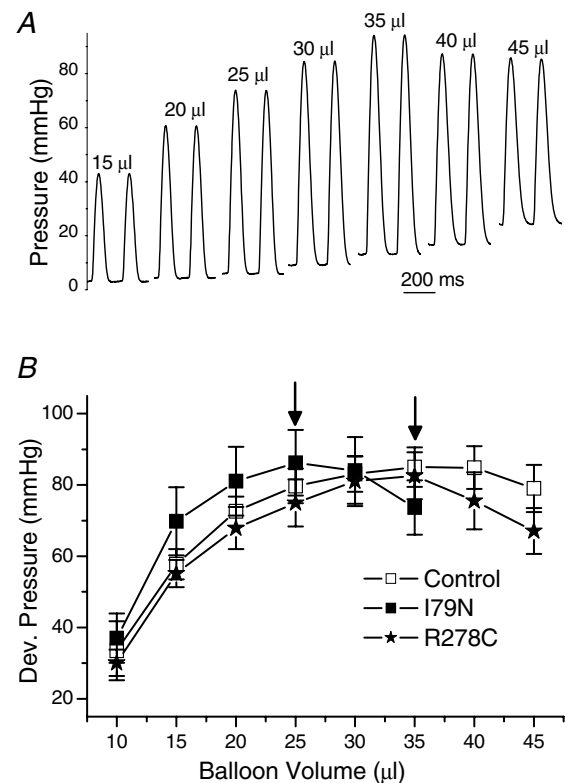 A
Pressure (mmHg)
80
60
40
20
0
15 µl
20 µl
25 µl
30 µl
35 µl
40 µl
45 µl
200 ms
B
Dev. Pressure (mmHg)
100
80
60
40
20
Control
I79N
R278C
10 15 20 25 30 35 40 45
Balloon Volume (µl)